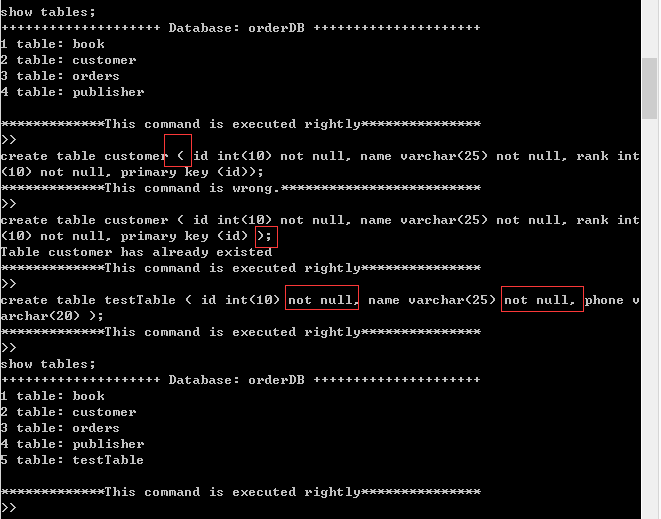 show tables;
++++++++++++++++++++ Database: orderDB +++++++++++++++++++++
1 table: book
2 table: customer
3 table: orders
4 table: publisher
*************This command is executed rightly***************
>>
create table customer ( id int(10) not null, name varchar(25) not null, rank int
(10) not null, primary key (id));
*************This command is wrong.*************************
>>
create table customer ( id int(10) not null, name varchar(25) not null, rank int
(10) not null, primary key (id) );
Table customer has already existed
*************This command is executed rightly***************
>>
create table testTable ( id int(10) not null, name varchar(25) not null, phone v
archar(20) );
*************This command is executed rightly***************
>>
show tables;
++++++++++++++++++++ Database: orderDB +++++++++++++++++++++
1 table: book
2 table: customer
3 table: orders
4 table: publisher
5 table: testTable
*************This command is executed rightly***************
>>